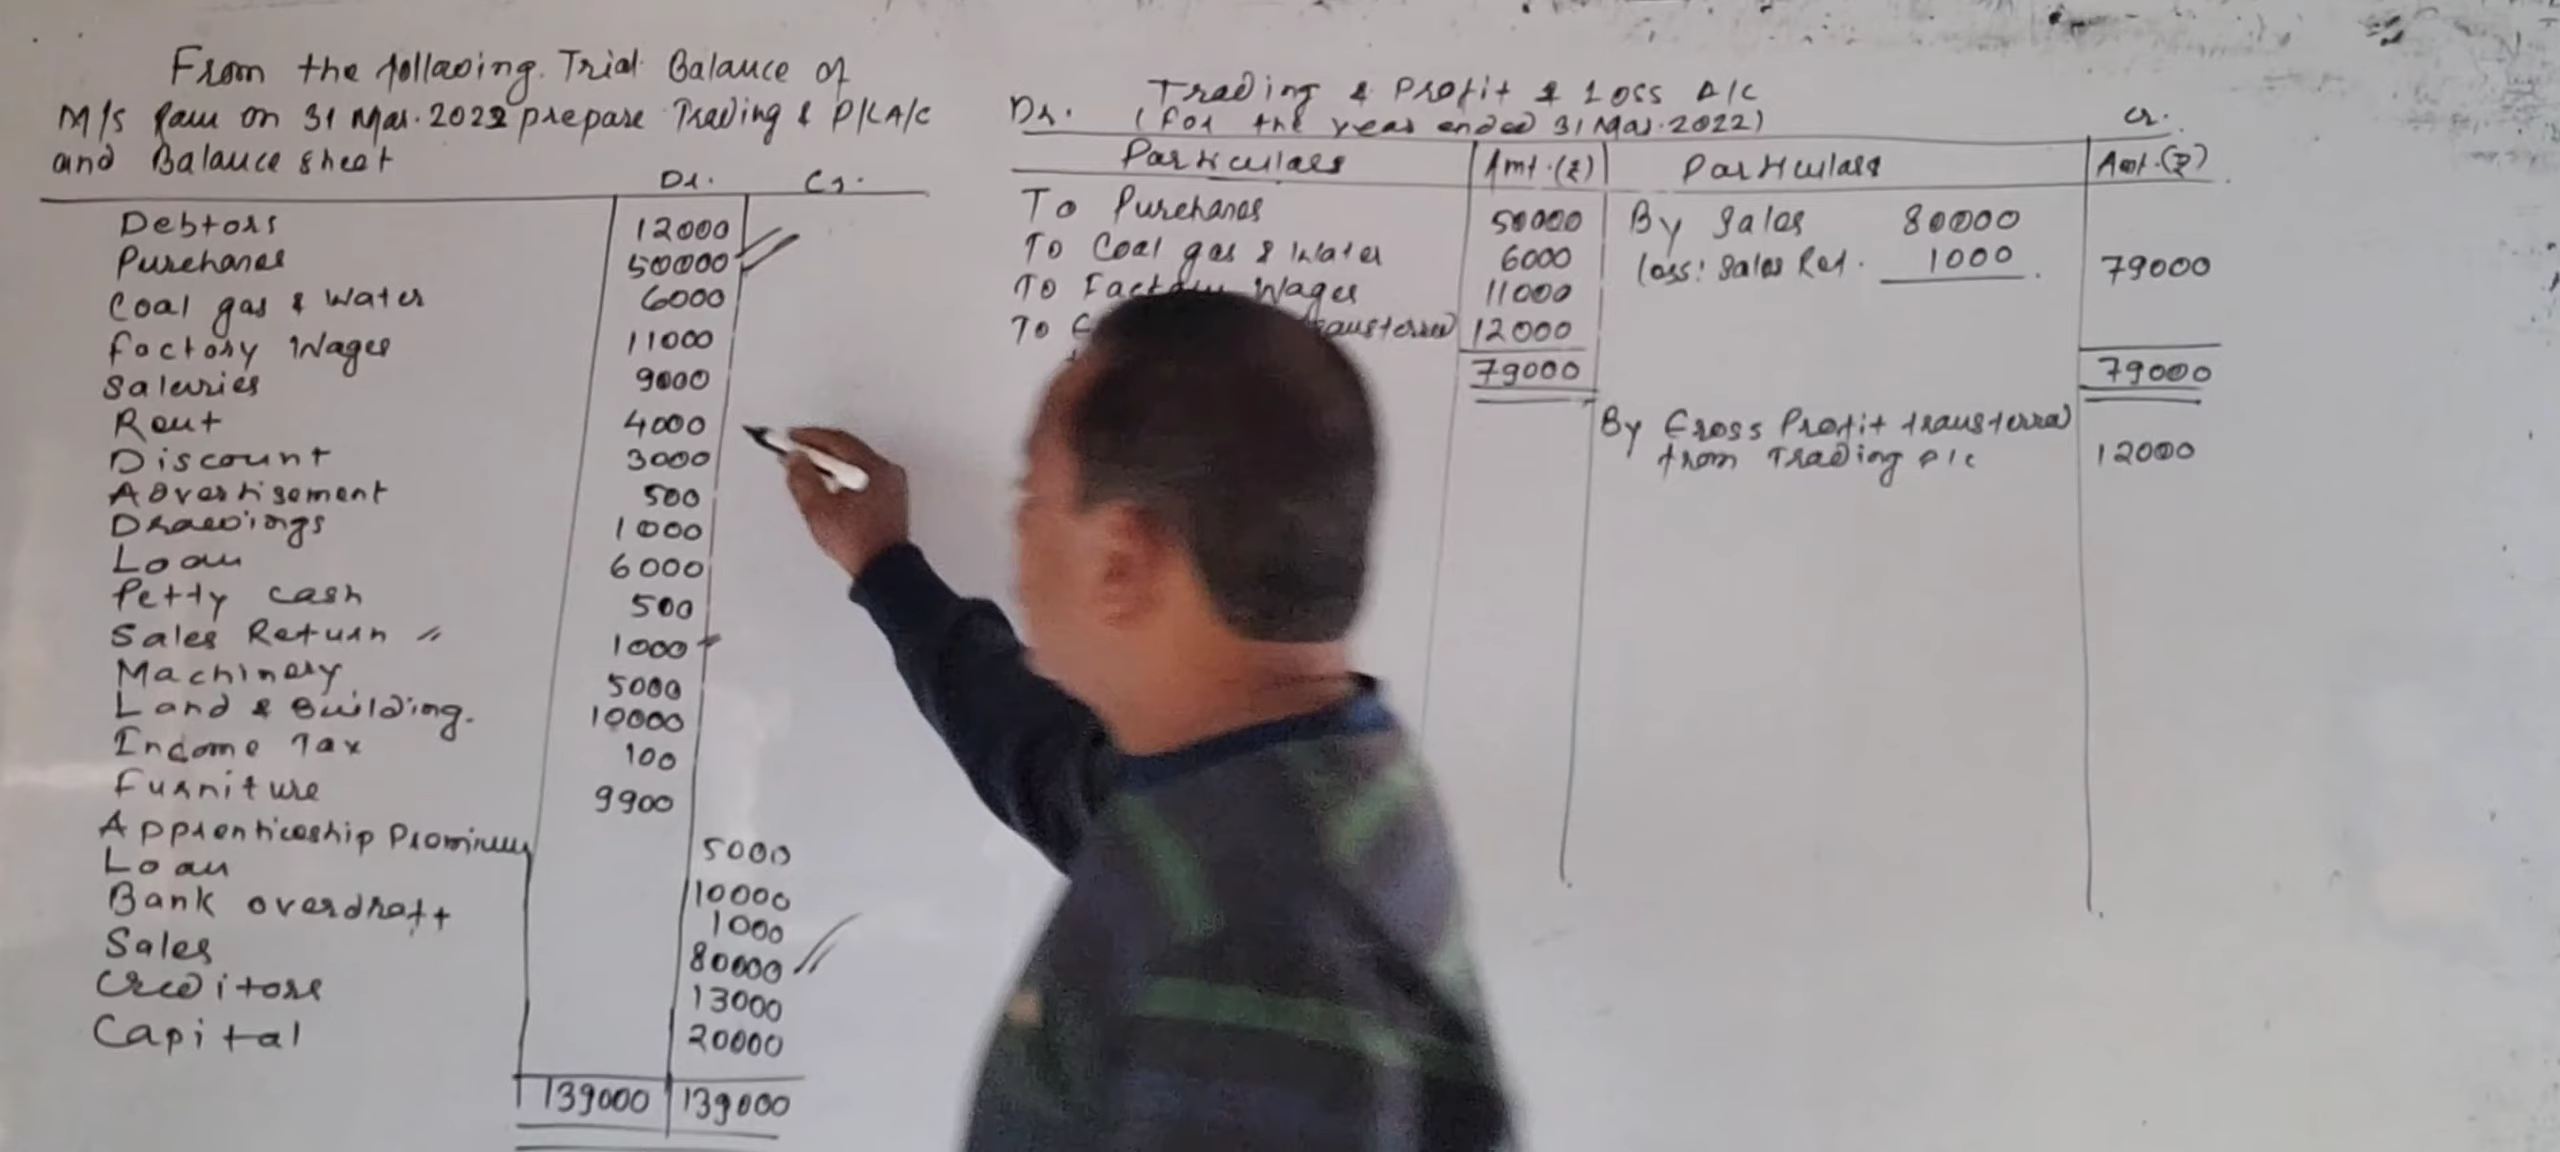 From the following Trial Balance of
M/S Ram on 31 Mar. 2022 prepare Trading & P/L A/c
and Balance sheet
Dr. Cr.
Debtors 12000
Purchases 50000
Coal gas & Water 6000
Factory Wages 11000
Salaries 9000
Rent 4000
Discount 3000
Advertisement 500
Drawings 1000
Loan 6000
Petty cash 500
Sales Return 1000
Machinery 5000
Land & Building. 10000
Income Tax 100
Furniture 9900
Apprenticeship Premium 5000
Loan 10000
Bank overdraft 1000
Sales 80000
Creditors 13000
Capital 20000
139000 139000
Trading & Profit & Loss A/C
Dr. (For the year ended 31 Mar. 2022) Cr.
Particulars Amt.(₹) Particulars Amt.(₹)
To Purchases 50000 By Sales 80000
To Coal gas & Water 6000 Less: Sales Ret. 1000 79000
To Factory Wages 11000
To 12000
79000 79000
By Gross Profit transferred
from Trading A/c 12000